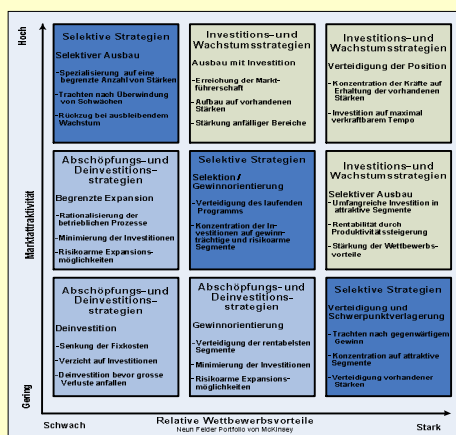 Hoch
Marktattraktivität
Gering
Selektive Strategien
Selektiver Ausbau
- Spezialisierung auf eine
begrenzte Anzahl von Stärken
- Trachten nach Überwindung
von Schwächen
- Rückzug bei ausbleibendem
Wachstum
Investitions- und
Wachstumsstrategien
Ausbau mit Investition
- Erreichung der Markt-
führerschaft
- Aufbau auf vorhandenen
Stärken
- Stärkung anfälliger Bereiche
Investitions- und
Wachstumsstrategien
Verteidigung der Position
- Konzentration der Kräfte auf
Erhaltung der vorhandenen
Stärken
- Investition auf maximal
verkraftbarem Tempo
Abschöpfungs- und
Deinvestitions-
strategien
Begrenzte Expansion
- Rationalisierung der
betrieblichen Prozesse
- Minimierung der Investitionen
- Risikoarme Expansions-
möglichkeiten
Selektive Strategien
Selektion/
Gewinnorientierung
- Verteidigung des laufenden
Programms
- Konzentration der In-
vestitionen auf gewinn-
trächtige und risikoarme
Segmente
Investitions- und
Wachstumsstrategien
Selektiver Ausbau
- Umfangreiche Investition in
attraktive Segmente
- Rentabilität durch
Produktivitätssteigerung
- Stärkung der Wettbewerbs-
vorteile
Abschöpfungs- und
Deinvestitions-
strategien
Deinvestition
- Senkung der Fixkosten
- Verzicht auf Investitionen
- Deinvestition bevor grosse
Verluste anfallen
Abschöpfungs- und
Deinvestitions-
strategien
Gewinnorientierung
- Verteidigung der rentabelsten
Segmente
- Minimierung der Investitionen
- Risikoarme Expansions-
möglichkeiten
Selektive Strategien
Verteidigung und
Schwerpunktverlagerung
- Trachten nach gegenwärtigem
Gewinn
- Konzentration auf attraktive
Segmente
- Verteidigung vorhandener
Stärken
Schwach
Relative Wettbewerbsvorteile
Stark
Neun Felder Portfolio von McKinsey